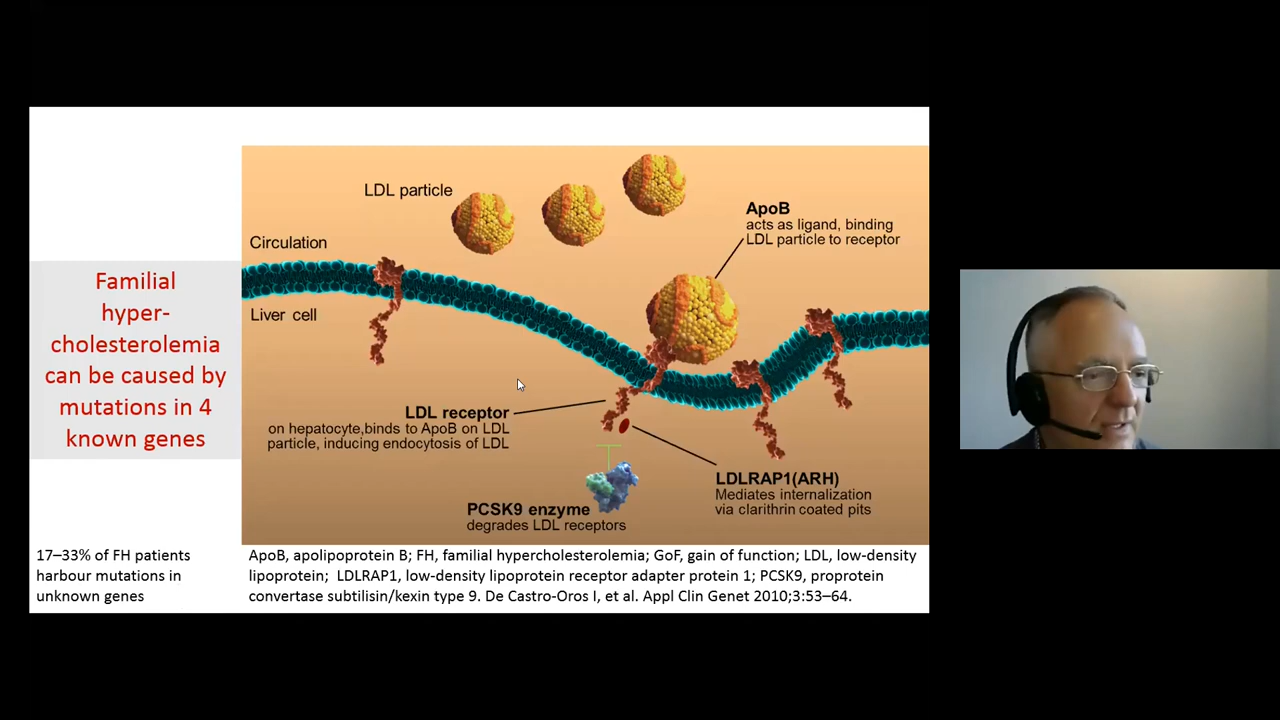 LDL particle
ApoB
acts as ligand, binding
LDL particle to receptor
Circulation
Liver cell
Familial
hyper-
cholesterolemia
can be caused by
mutations in 4
known genes
LDL receptor
on hepatocyte,binds to ApoB on LDL
particle, inducing endocytosis of LDL
LDLRAP1(ARH)
Mediates internalization
via clarithrin coated pits
PCSK9 enzyme
degrades LDL receptors
17–33% of FH patients
harbour mutations in
unknown genes
ApoB, apolipoprotein B; FH, familial hypercholesterolemia; GoF, gain of function; LDL, low-density
lipoprotein; LDLRAP1, low-density lipoprotein receptor adapter protein 1; PCSK9, proprotein
convertase subtilisin/kexin type 9. De Castro-Oros I, et al. Appl Clin Genet 2010;3:53–64.